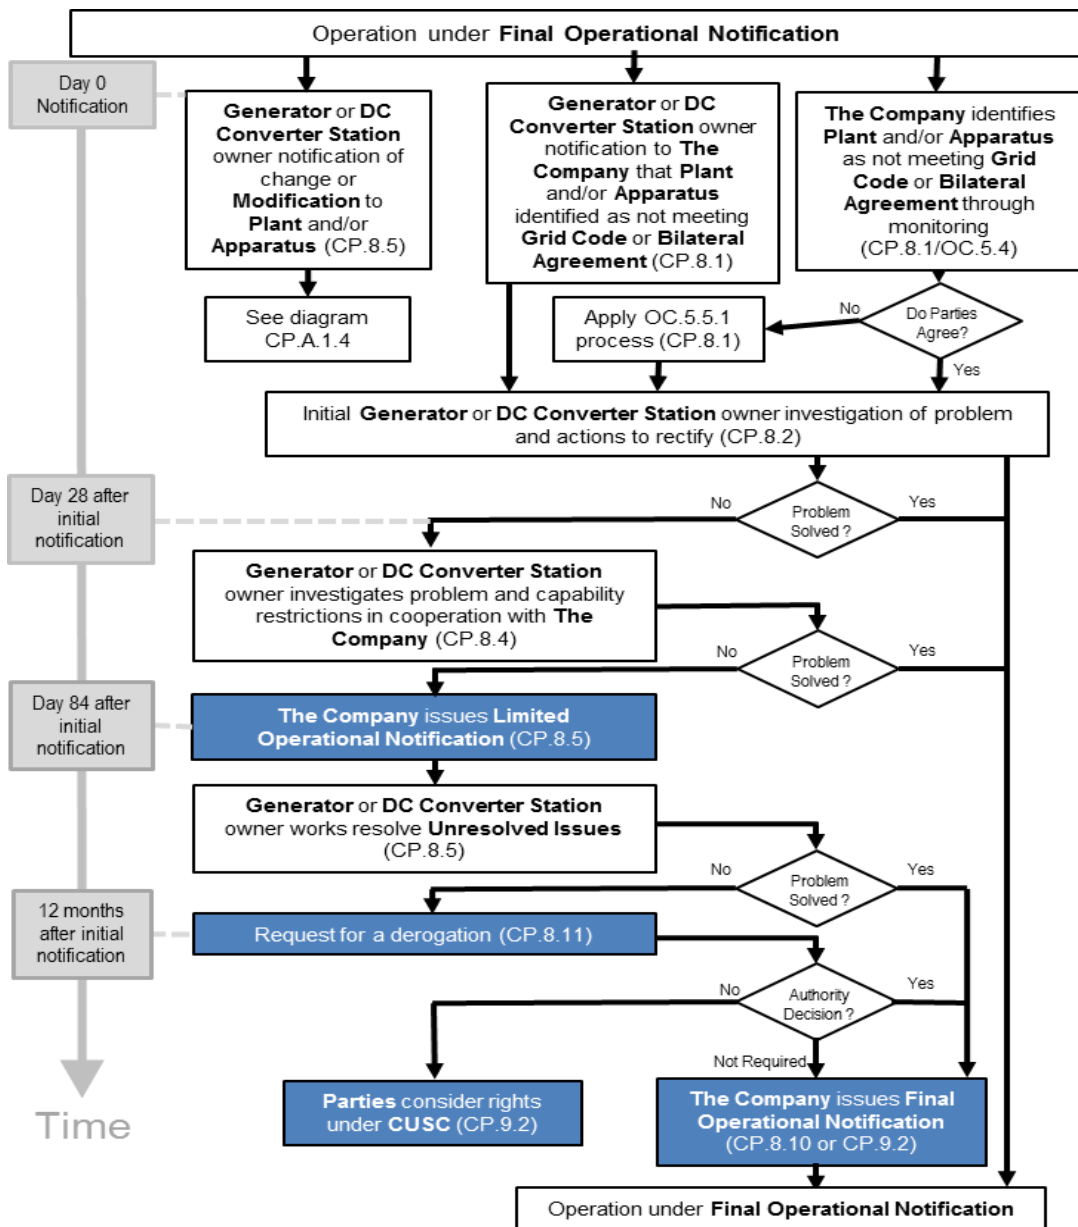 Operation under Final Operational Notification
Day 0
Notification
Generator or DC
Converter Station
owner notification of
change or
Modification to
Plant and/or
Apparatus (CP.8.5)
Generator or DC
Converter Station owner
notification to The
Company that Plant
and/or Apparatus
identified as not meeting
Grid Code or Bilateral
Agreement (CP.8.1)
The Company identifies
Plant and/or Apparatus
as not meeting Grid
Code or Bilateral
Agreement through
monitoring
(CP.8.1/OC.5.4)
See diagram
CP.A.1.4
Apply OC.5.5.1
process (CP.8.1)
No
Do Parties
Agree?
Yes
Initial Generator or DC Converter Station owner investigation of problem
and actions to rectify (CP.8.2)
Day 28 after
initial
notification
No
Problem
Solved ?
Yes
Generator or DC Converter Station
owner investigates problem and capability
restrictions in cooperation with The
Company (CP.8.4)
No
Problem
Solved ?
Yes
Day 84 after
initial
notification
The Company issues Limited
Operational Notification (CP.8.5)
Generator or DC Converter Station
owner works resolve Unresolved Issues
(CP.8.5)
No
Problem
Solved ?
Yes
12 months
after initial
notification
Request for a derogation (CP.8.11)
No
Authority
Decision ?
Yes
Not Required
Time
Parties consider rights
under CUSC (CP.9.2)
The Company issues Final
Operational Notification
(CP.8.10 or CP.9.2)
Operation under Final Operational Notification